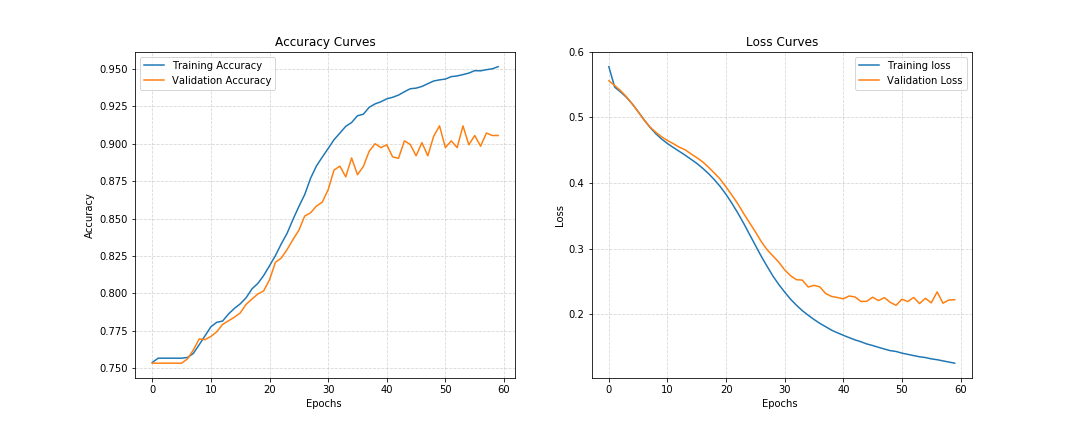 Accuracy Curves
Training Accuracy
Validation Accuracy
0.950
0.925
0.900
0.875
0.850
0.825
0.800
0.775
0.750
Accuracy
0 10 20 30 40 50 60
Epochs
Loss Curves
Training loss
Validation Loss
0.6
0.5
0.4
0.3
0.2
Loss
0 10 20 30 40 50 60
Epochs